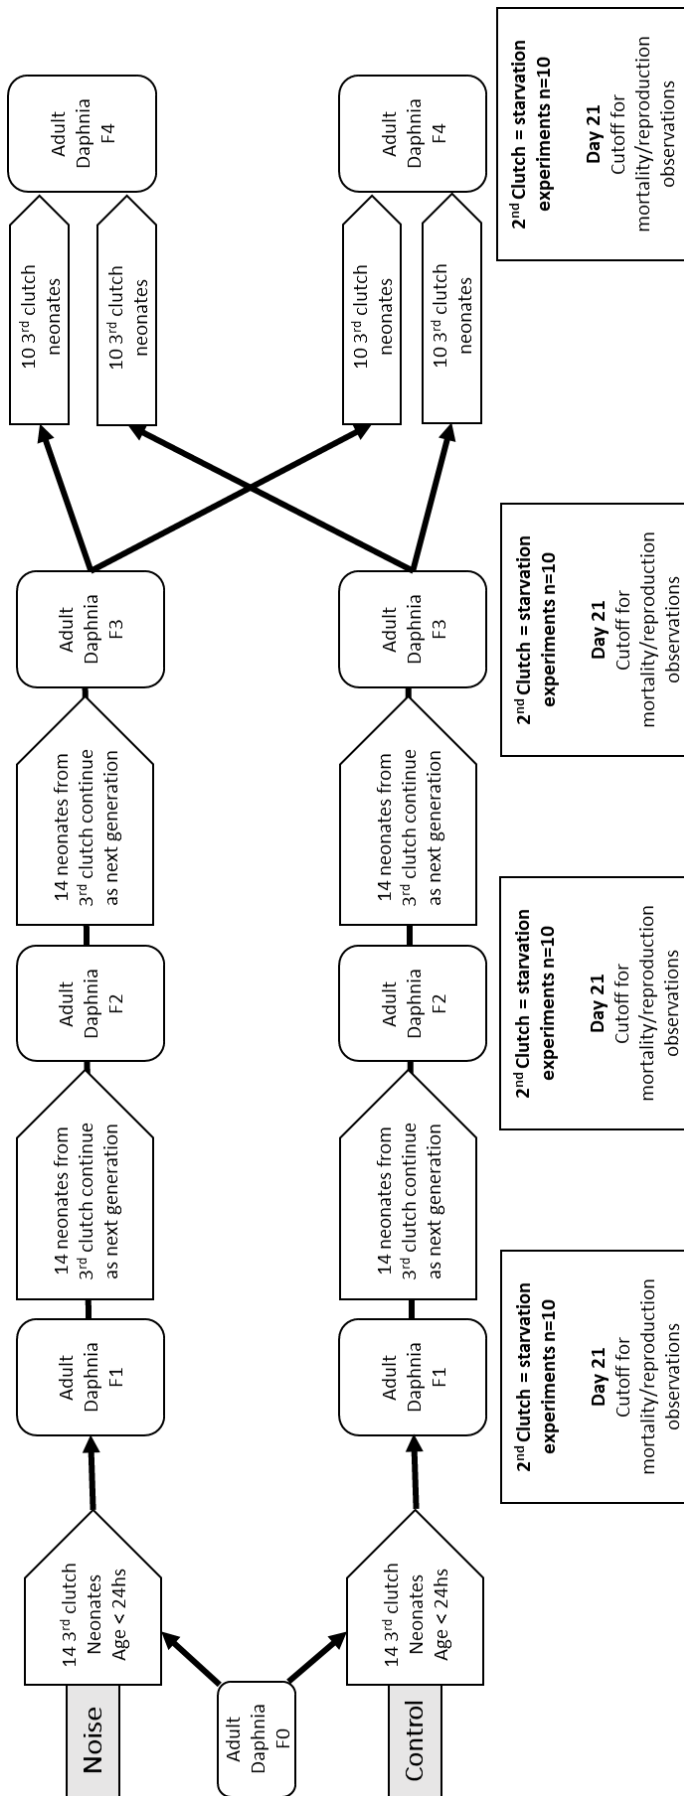 Noise
14 3rd clutch
Neonates
Age < 24hs
Adult
Daphnia
F1
14 neonates from
3rd clutch continue
as next generation
Adult
Daphnia
F2
14 neonates from
3rd clutch continue
as next generation
Adult
Daphnia
F3
10 3rd clutch
neonates
10 3rd clutch
neonates
Adult
Daphnia
F4
Adult
Daphnia
F0
Control
14 3rd clutch
Neonates
Age < 24hs
Adult
Daphnia
F1
14 neonates from
3rd clutch continue
as next generation
Adult
Daphnia
F2
14 neonates from
3rd clutch continue
as next generation
Adult
Daphnia
F3
10 3rd clutch
neonates
10 3rd clutch
neonates
Adult
Daphnia
F4
2nd Clutch = starvation
experiments n=10
Day 21
Cutoff for
mortality/reproduction
observations
2nd Clutch = starvation
experiments n=10
Day 21
Cutoff for
mortality/reproduction
observations
2nd Clutch = starvation
experiments n=10
Day 21
Cutoff for
mortality/reproduction
observations
2nd Clutch = starvation
experiments n=10
Day 21
Cutoff for
mortality/reproduction
observations